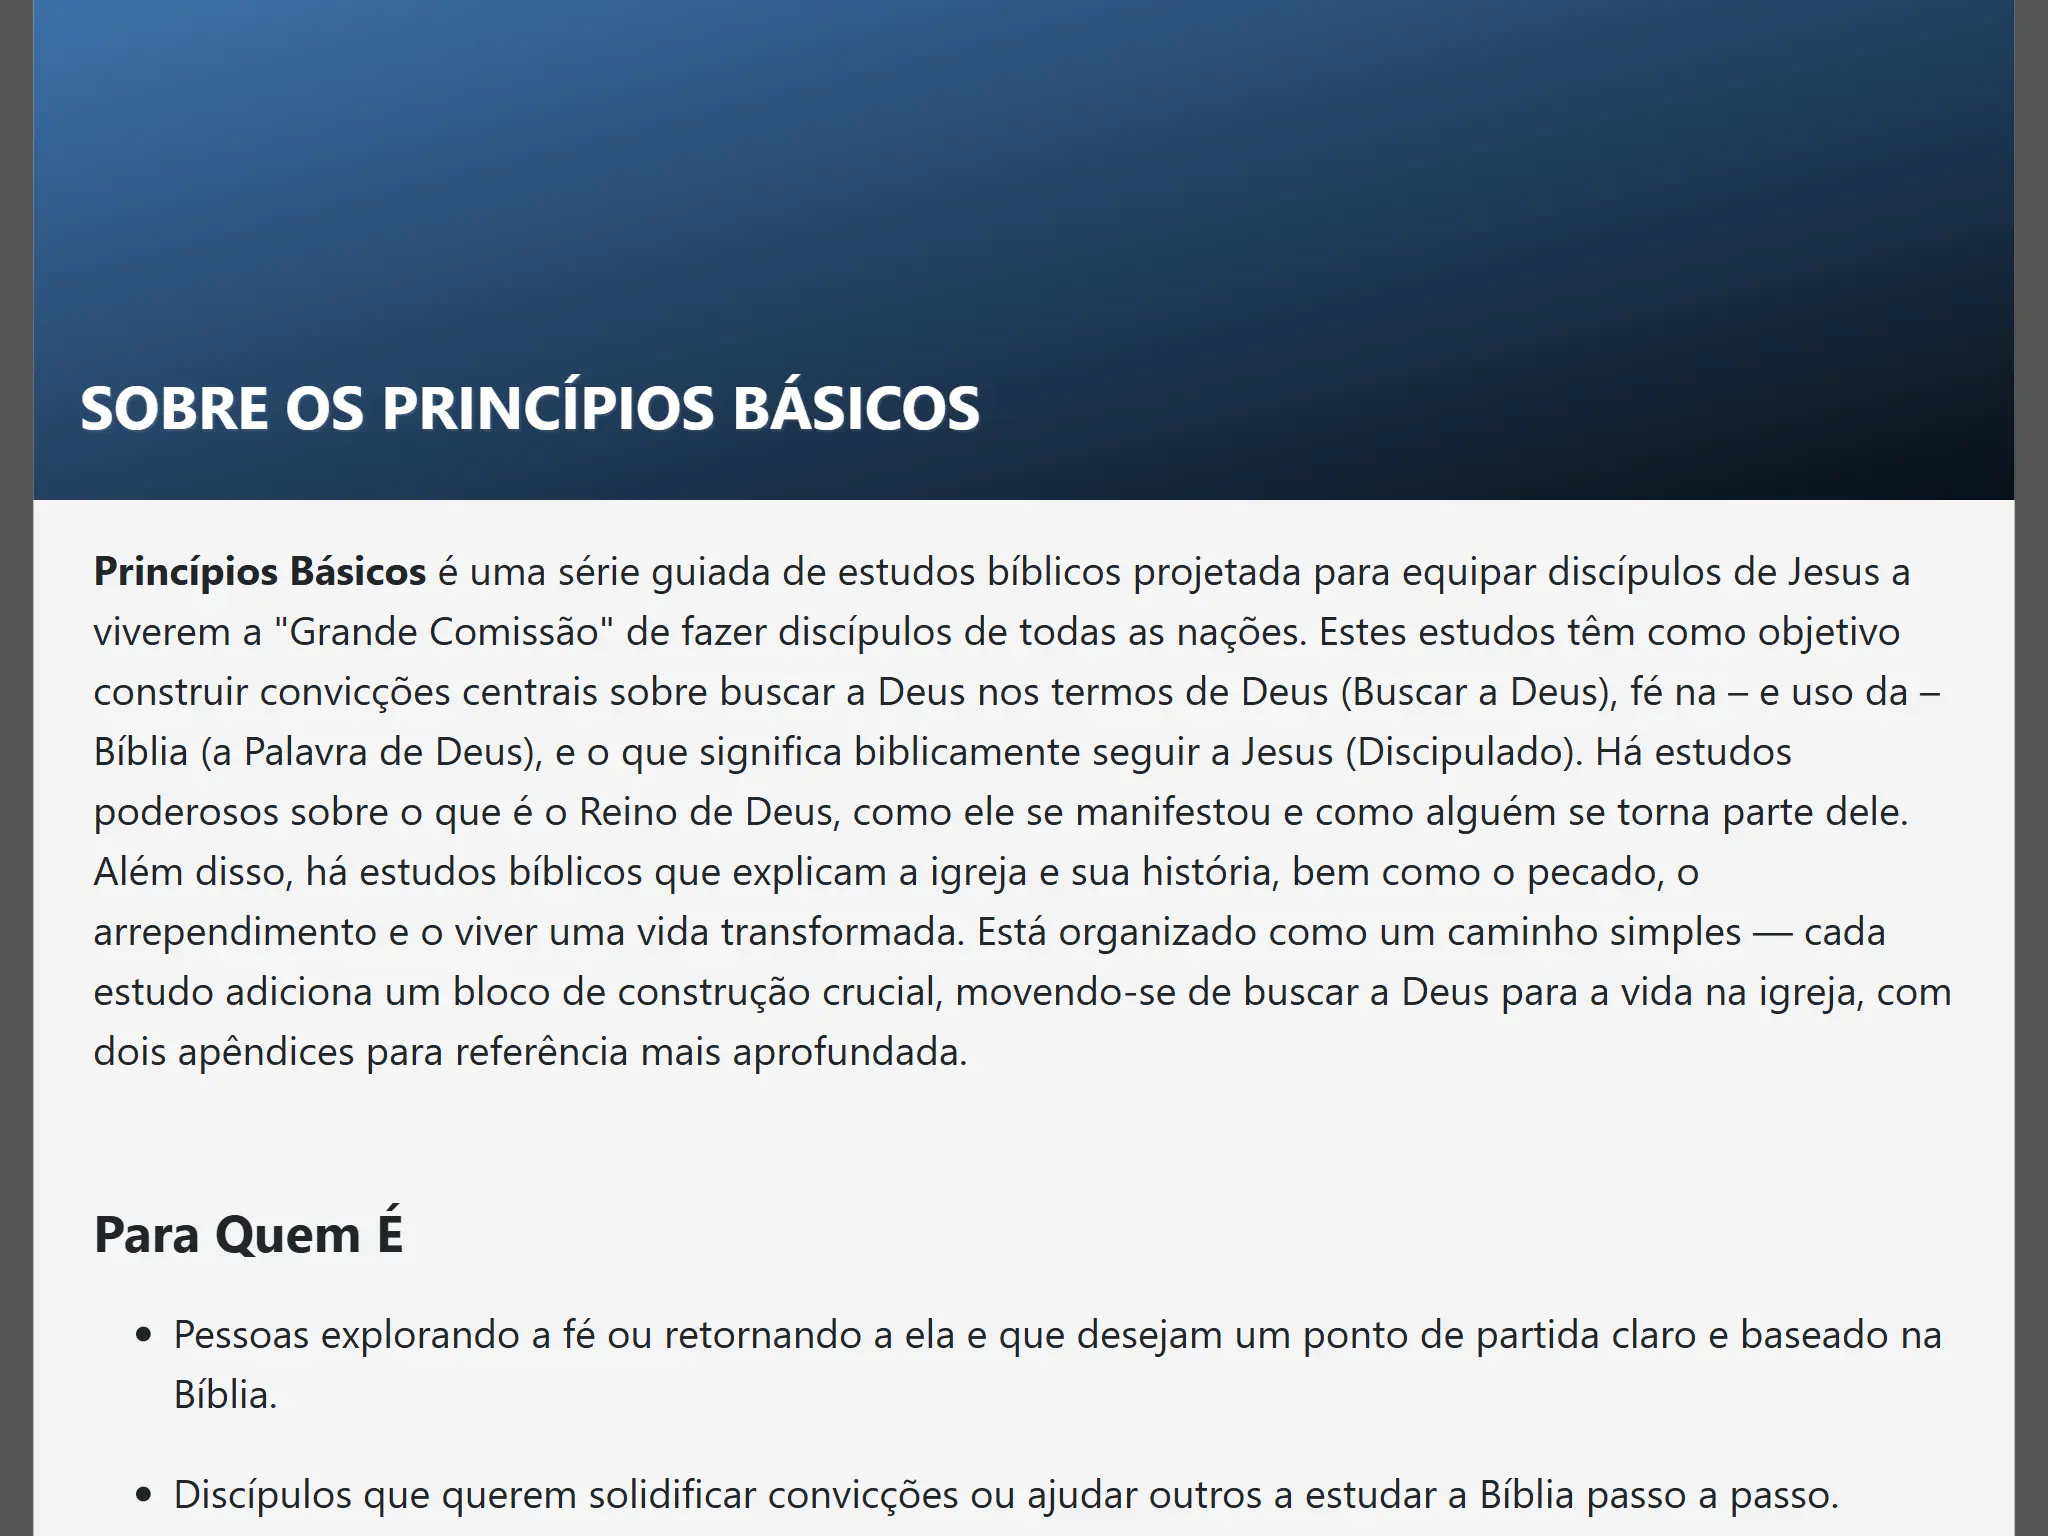 SOBRE OS PRINCÍPIOS BÁSICOS
Princípios Básicos é uma série guiada de estudos bíblicos projetada para equipar discípulos de Jesus a
viverem a "Grande Comissão" de fazer discípulos de todas as nações. Estes estudos têm como objetivo
construir convicções centrais sobre buscar a Deus nos termos de Deus (Buscar a Deus), fé na – e uso da –
Bíblia (a Palavra de Deus), e o que significa biblicamente seguir a Jesus (Discipulado). Há estudos
poderosos sobre o que é o Reino de Deus, como ele se manifestou e como alguém se torna parte dele.
Além disso, há estudos bíblicos que explicam a igreja e sua história, bem como o pecado, o
arrependimento e o viver uma vida transformada. Está organizado como um caminho simples — cada
estudo adiciona um bloco de construção crucial, movendo-se de buscar a Deus para a vida na igreja, com
dois apêndices para referência mais aprofundada.
Para Quem É
• Pessoas explorando a fé ou retornando a ela e que desejam um ponto de partida claro e baseado na
Bíblia.
• Discípulos que querem solidificar convicções ou ajudar outros a estudar a Bíblia passo a passo.